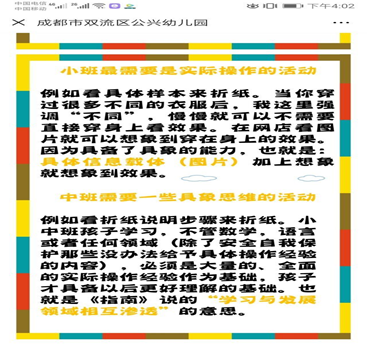 中国电信
中国移动
下午4:02
成都市双流区公兴幼儿园
小班最需要是实际操作的活动
例如看具体样本来折纸。当你穿
过很多不同的衣服后，我这里强
调“不同”，慢慢就可以不需要
直接穿身上看效果。在网店看图
片就可以想象到穿在身上的效果。
因为具备了具象的能力，也就是：
具体信息载体（图片）加上想象
就想象到效果。
中班需要一些具象思维的活动
例如看折纸说明步骤来折纸。小
中班孩子学习，不管数学，语言
或者任何领域（除了安全自我保
护那些没办法给予具体操作经验
的内容），必须是大量的、全面
的实际操作经验作为基础，孩子
才具备以后更好理解的基础。也
就是《指南》说的“学习与发展
领域相互渗透”的意思。